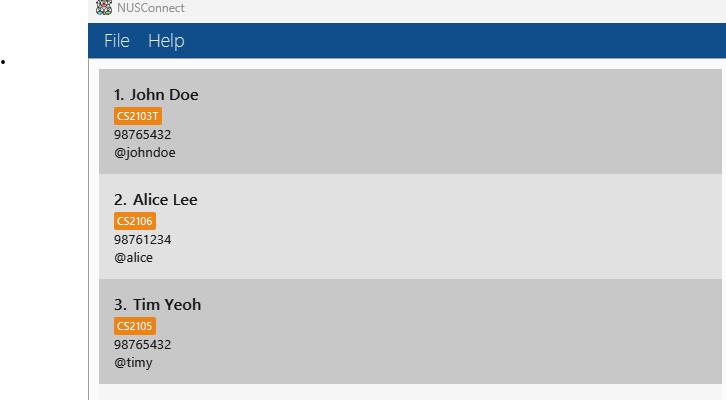 NUSConnect
File Help
1. John Doe
CS2103T
98765432
@johndoe
2. Alice Lee
CS2106
98761234
@alice
3. Tim Yeoh
CS2105
98765432
@timy